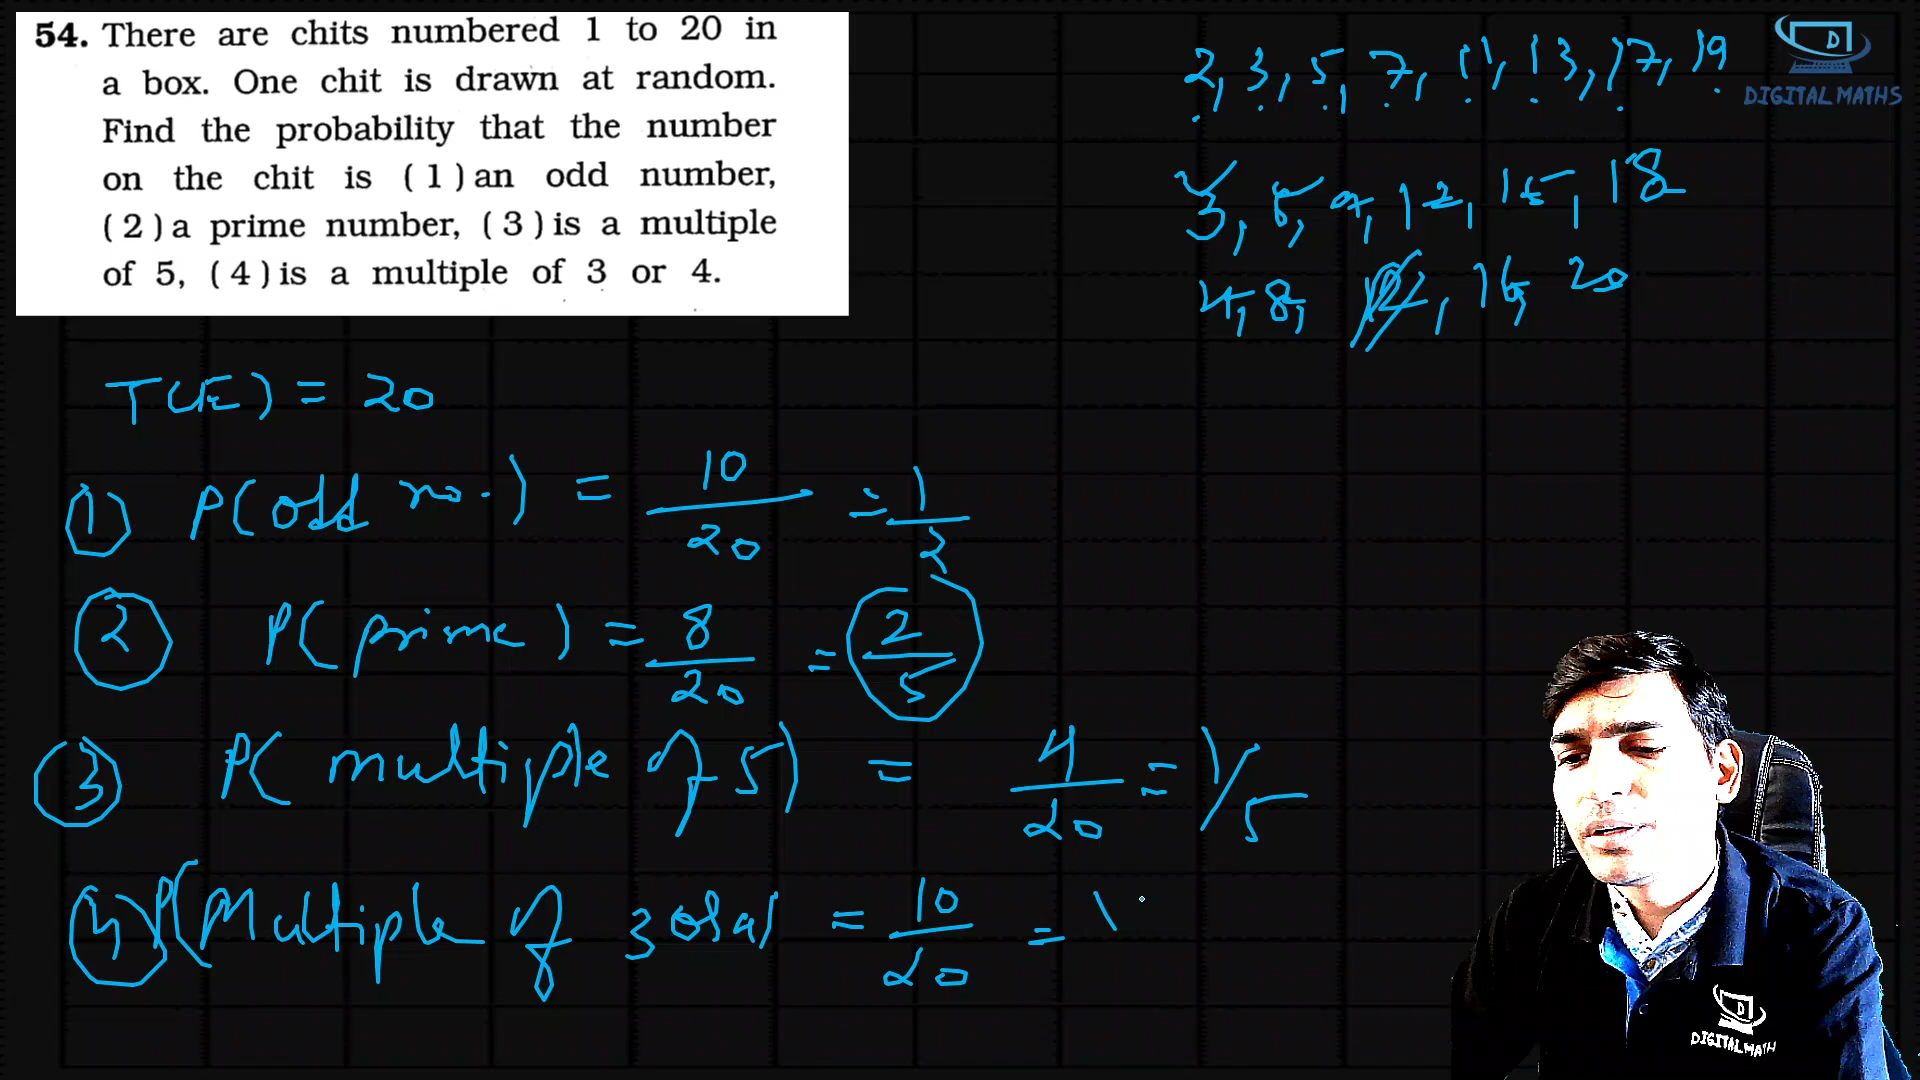 54. There are chits numbered 1 to 20 in
a box. One chit is drawn at random.
Find the probability that the number
on the chit is (1) an odd number,
(2) a prime number, (3) is a multiple
of 5, (4) is a multiple of 3 or 4.
2, 3, 5, 7, 11, 13, 17, 19
DIGITAL MATHS
3, 6, 9, 12, 15, 18
4, 8, 12, 16, 20
T(E) = 20
① P(odd no.) = 10/20 = 1/2
② P(prime) = 8/20 = 2/5
③ P(multiple of 5) = 4/20 = 1/5
④ P(Multiple of 3 or 4) = 10/20 = 1
DIGITAL MATH